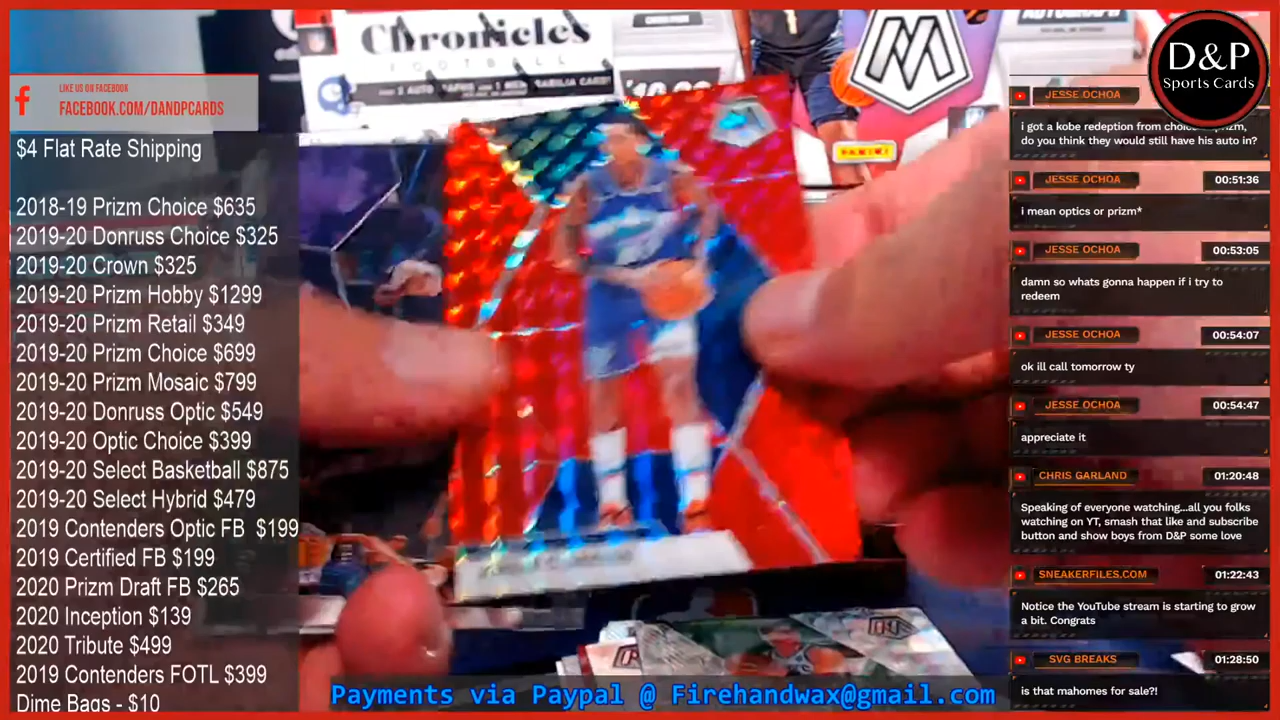 Chronicles
FOOTBALL
AUTOGRAPH
D&P
Sports Cards
LIKE US ON FACEBOOK
FACEBOOK.COM/DANDPCARDS
PANINI
$4 Flat Rate Shipping
2018-19 Prizm Choice $635
2019-20 Donruss Choice $325
2019-20 Crown $325
2019-20 Prizm Hobby $1299
2019-20 Prizm Retail $349
2019-20 Prizm Choice $699
2019-20 Prizm Mosaic $799
2019-20 Donruss Optic $549
2019-20 Optic Choice $399
2019-20 Select Basketball $875
2019-20 Select Hybrid $479
2019 Contenders Optic FB $199
2019 Certified FB $199
2020 Prizm Draft FB $265
2020 Inception $139
2020 Tribute $499
2019 Contenders FOTL $399
Dime Bags - $10
JESSE OCHOA
i got a kobe redeption from
do you think they would still have his auto in?
JESSE OCHOA 00:51:36
i mean optics or prizm*
JESSE OCHOA 00:53:05
damn so whats gonna happen if i try to
redeem
JESSE OCHOA 00:54:07
ok ill call tomorrow ty
JESSE OCHOA 00:54:47
appreciate it
CHRIS GARLAND 01:20:48
Speaking of everyone watching...all you folks
watching on YT, smash that like and subscribe
button and show boys from D&P some love
SNEAKERFILES.COM 01:22:43
Notice the YouTube stream is starting to grow
a bit. Congrats
SVG BREAKS 01:28:50
is that mahomes for sale?!
Payments via Paypal @ Firehandwax@gmail.com